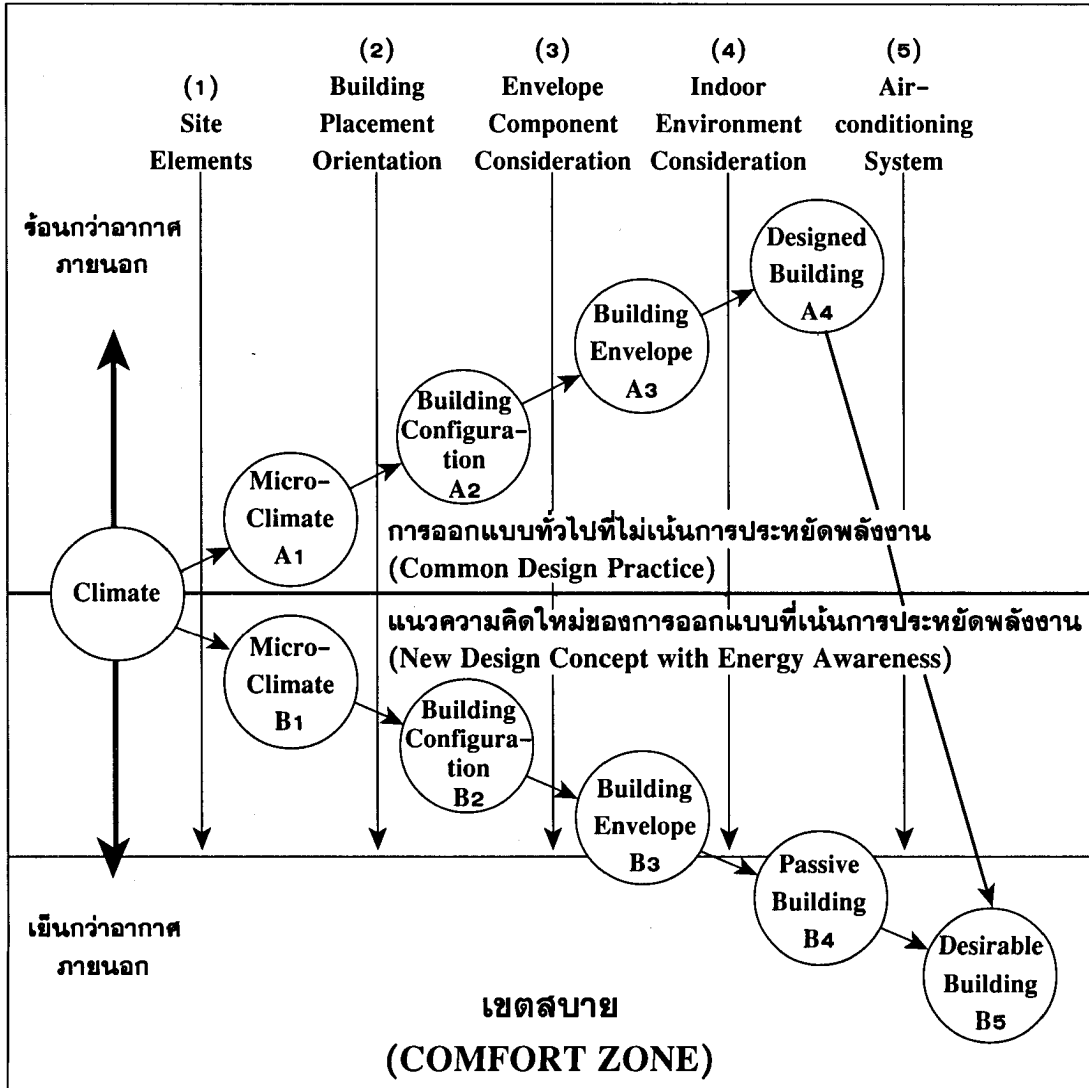 (1)
Site
Elements
(2)
Building
Placement
Orientation
(3)
Envelope
Component
Consideration
(4)
Indoor
Environment
Consideration
(5)
Air-
conditioning
System
ร้อนกว่าอากาศ
ภายนอก
Designed
Building
A4
Building
Envelope
A3
Building
Configura-
tion
A2
Micro-
Climate
A1
การออกแบบทั่วไปที่ไม่เน้นการประหยัดพลังงาน
(Common Design Practice)
Climate
แนวความคิดใหม่ของการออกแบบที่เน้นการประหยัดพลังงาน
(New Design Concept with Energy Awareness)
Micro-
Climate
B1
Building
Configura-
tion
B2
Building
Envelope
B3
Passive
Building
B4
Desirable
Building
B5
เย็นกว่าอากาศ
ภายนอก
เขตสบาย
(COMFORT ZONE)